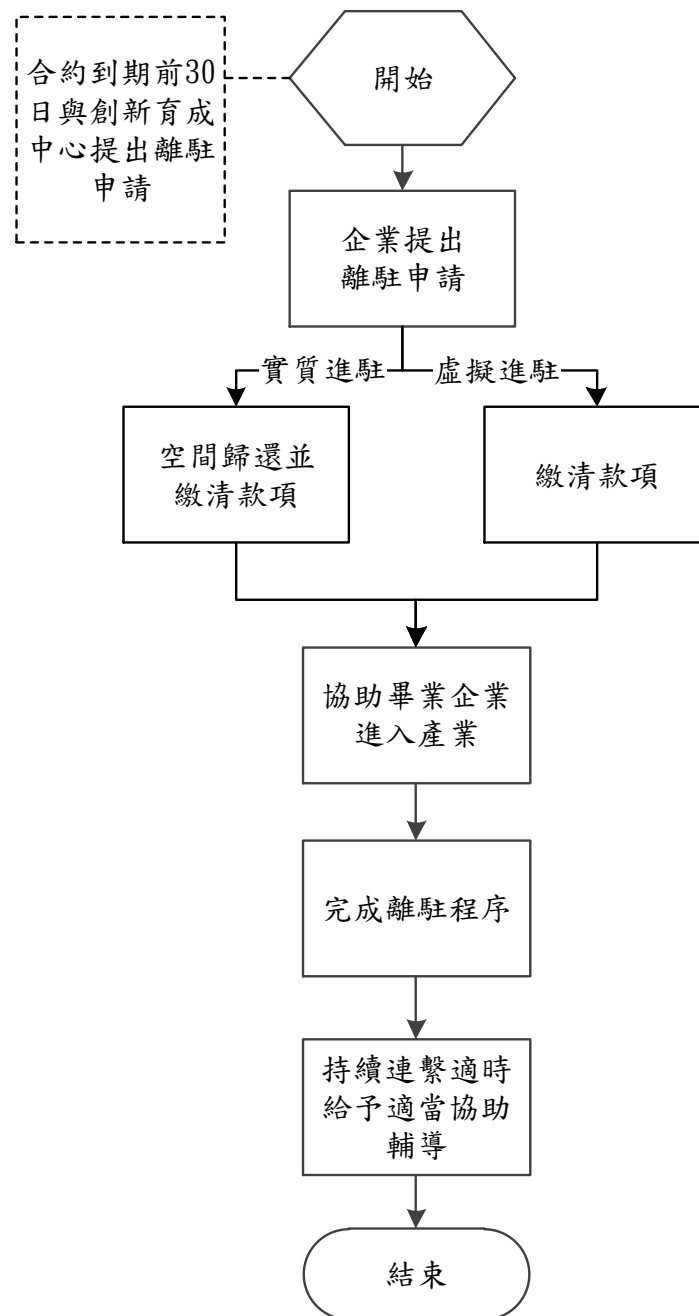 合約到期前30
日與創新育成
中心提出離駐
申請
開始
企業提出
離駐申請
實質進駐
虛擬進駐
空間歸還並
繳清款項
繳清款項
協助畢業企業
進入產業
完成離駐程序
持續連繫適時
給予適當協助
輔導
結束